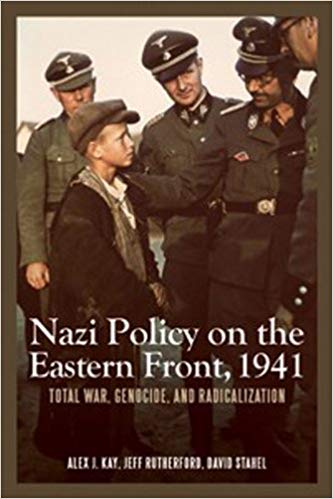 Nazi Policy on the
Eastern Front, 1941
TOTAL WAR, GENOCIDE, AND RADICALIZATION
ALEX J. KAY, JEFF RUTHERFORD, DAVID STAHEL